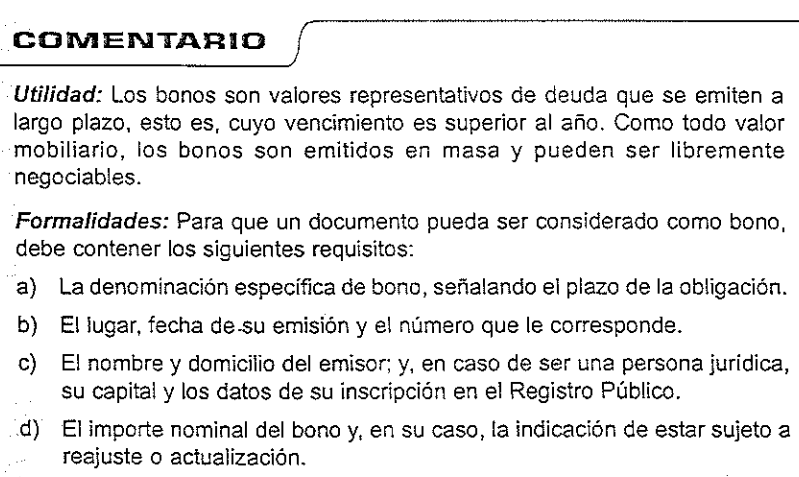 COMENTARIO
Utilidad: Los bonos son valores representativos de deuda que se emiten a
largo plazo, esto es, cuyo vencimiento es superior al año. Como todo valor
mobiliario, los bonos son emitidos en masa y pueden ser libremente
negociables.
Formalidades: Para que un documento pueda ser considerado como bono,
debe contener los siguientes requisitos:
a) La denominación específica de bono, señalando el plazo de la obligación.
b) El lugar, fecha de su emisión y el número que le corresponde.
c) El nombre y domicilio del emisor; y, en caso de ser una persona jurídica,
su capital y los datos de su inscripción en el Registro Público.
d) El importe nominal del bono y, en su caso, la indicación de estar sujeto a
reajuste o actualización.